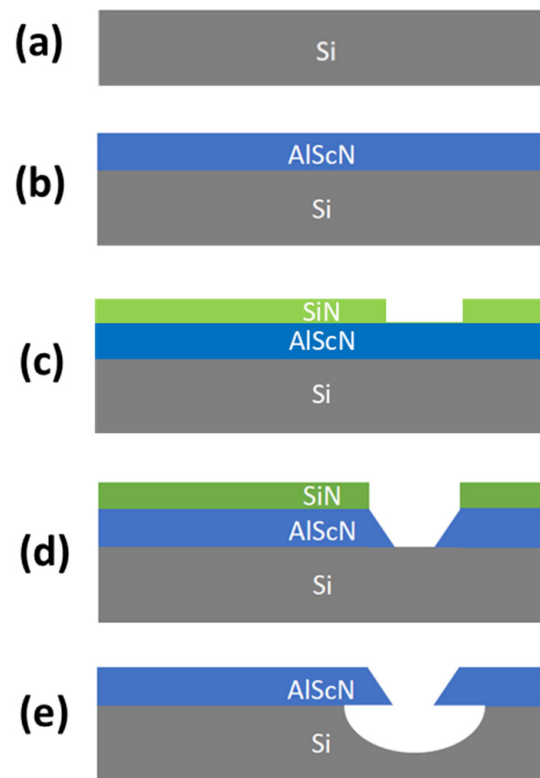 (a)
Si
(b)
AlScN
Si
(c)
SiN
AlScN
Si
(d)
SiN
AlScN
Si
(e)
AlScN
Si